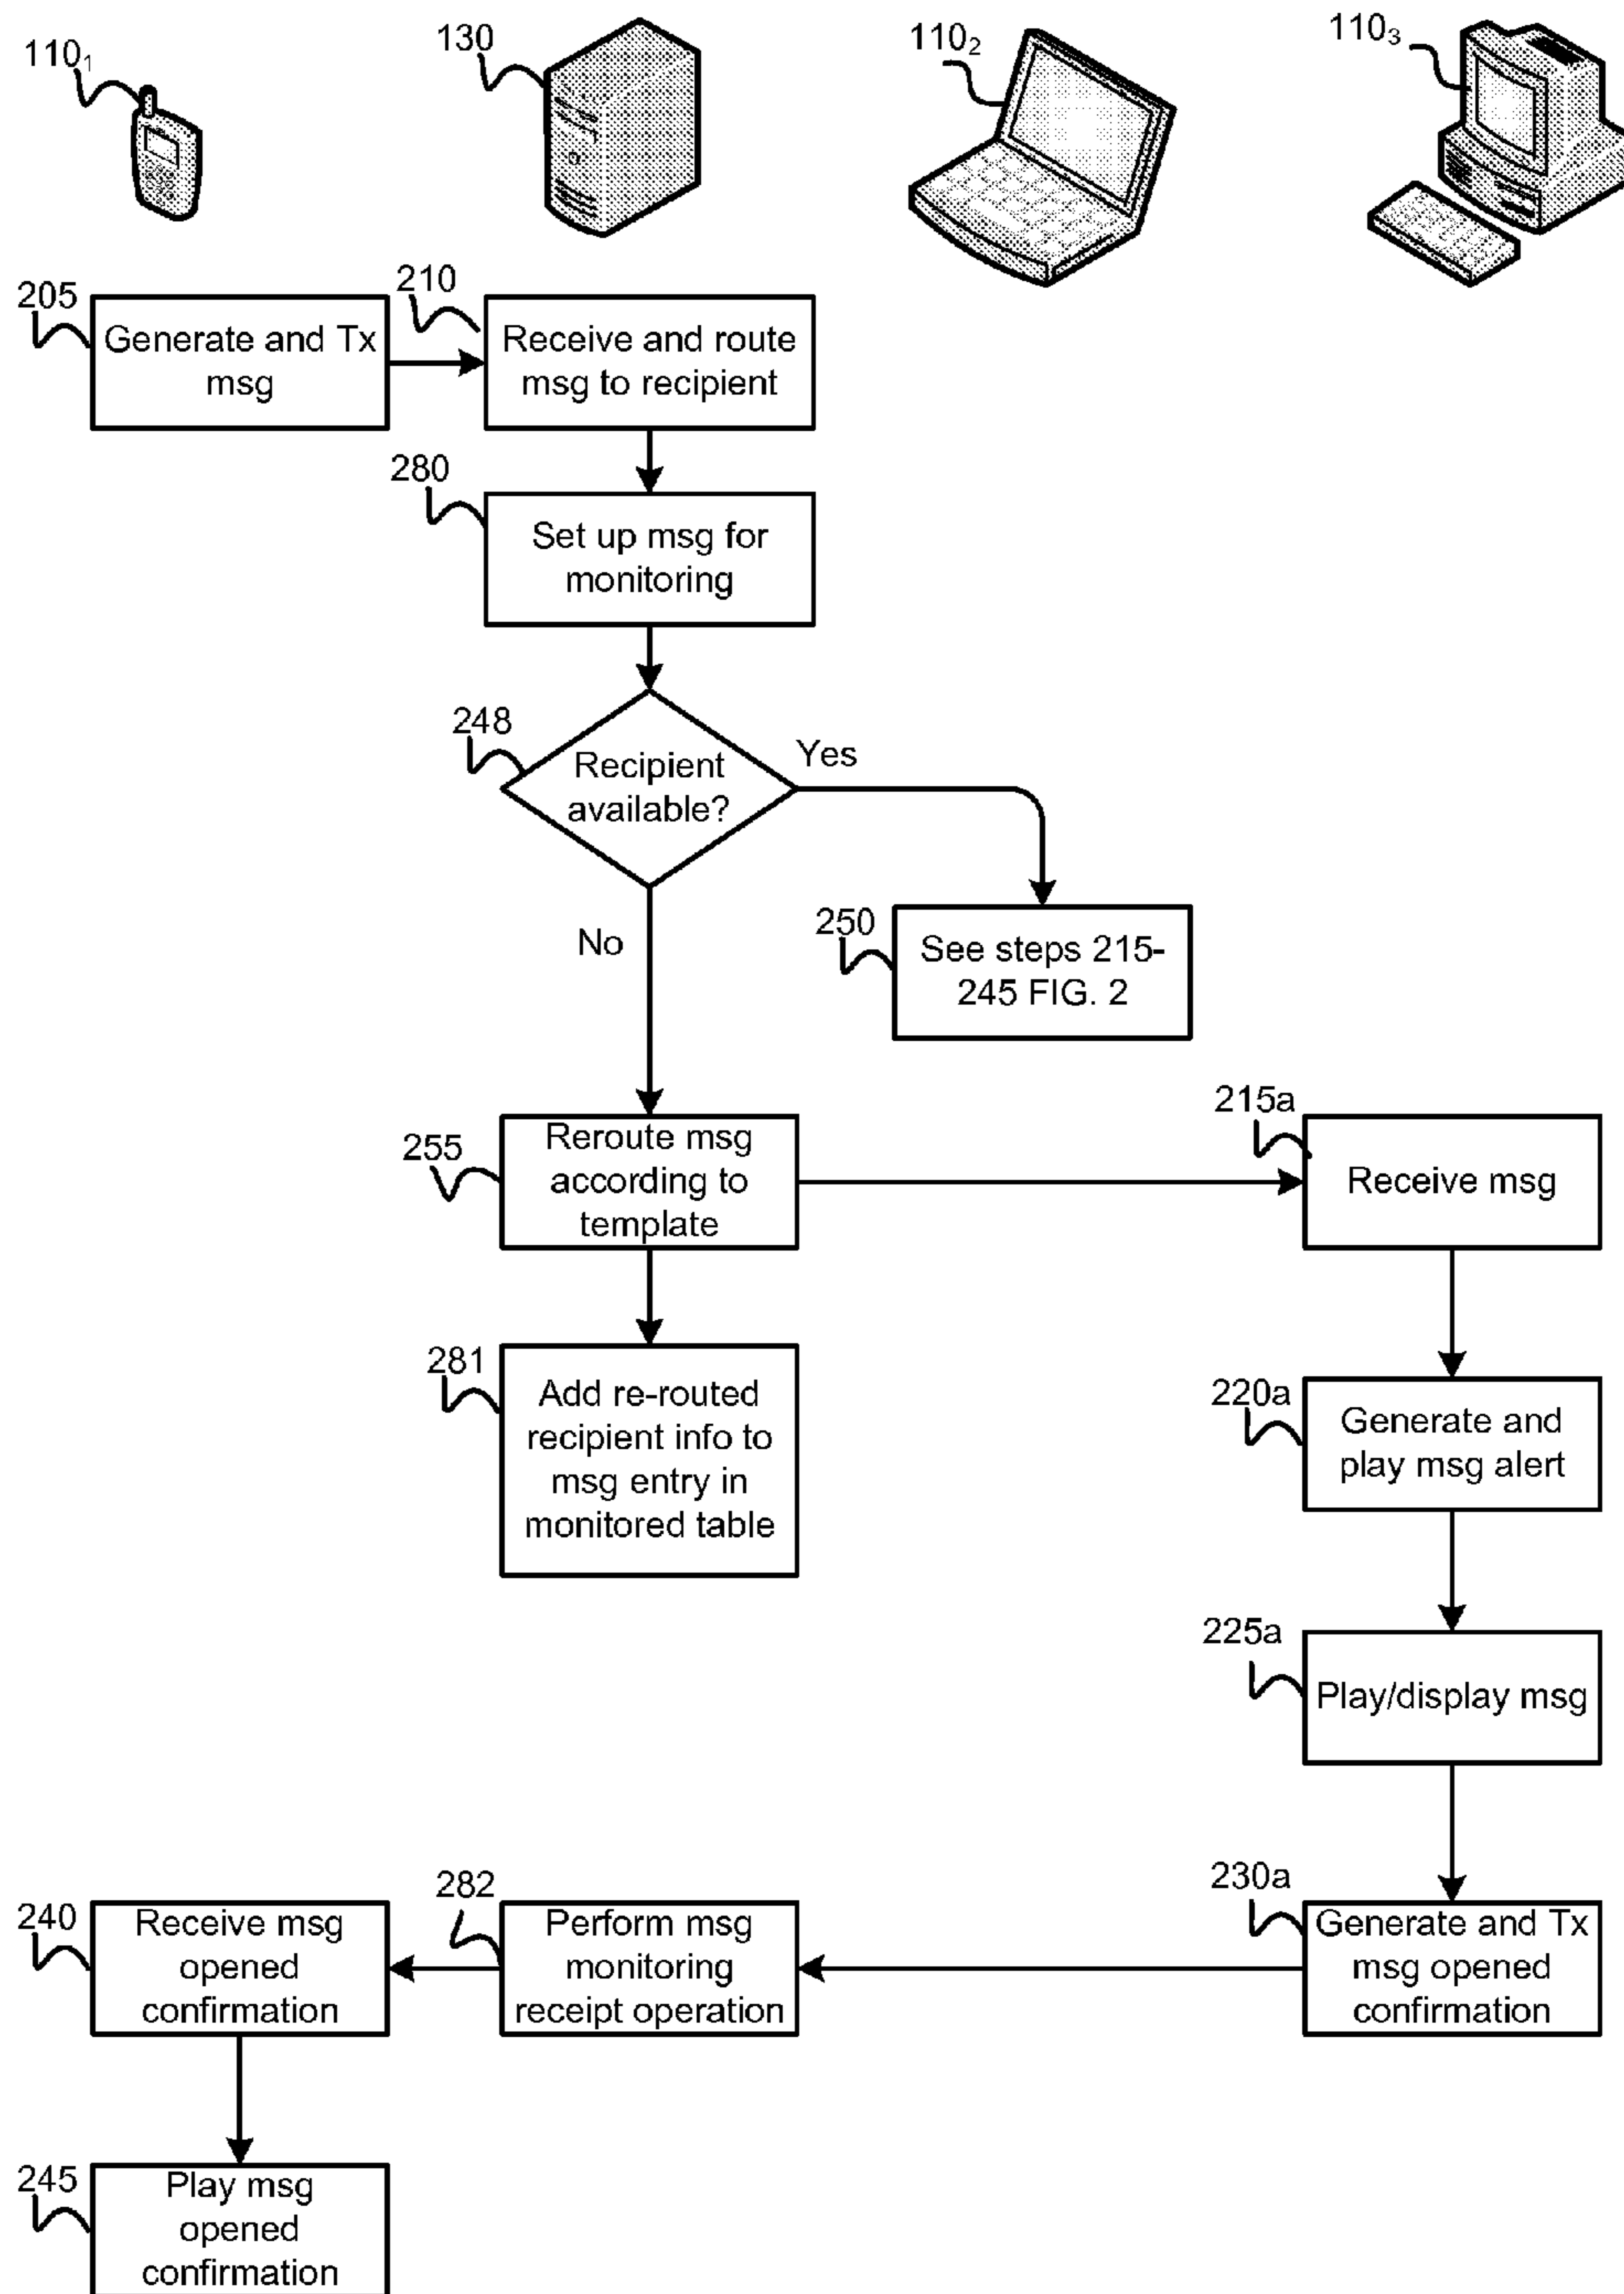 110₁
130
110₂
110₃
205
Generate and Tx
msg
210
Receive and route
msg to recipient
280
Set up msg for
monitoring
248
Recipient
available?
Yes
No
250
See steps 215-
245 FIG. 2
255
Reroute msg
according to
template
215a
Receive msg
281
Add re-routed
recipient info to
msg entry in
monitored table
220a
Generate and
play msg alert
225a
Play/display msg
230a
Generate and Tx
msg opened
confirmation
282
Perform msg
monitoring
receipt operation
240
Receive msg
opened
confirmation
245
Play msg
opened
confirmation